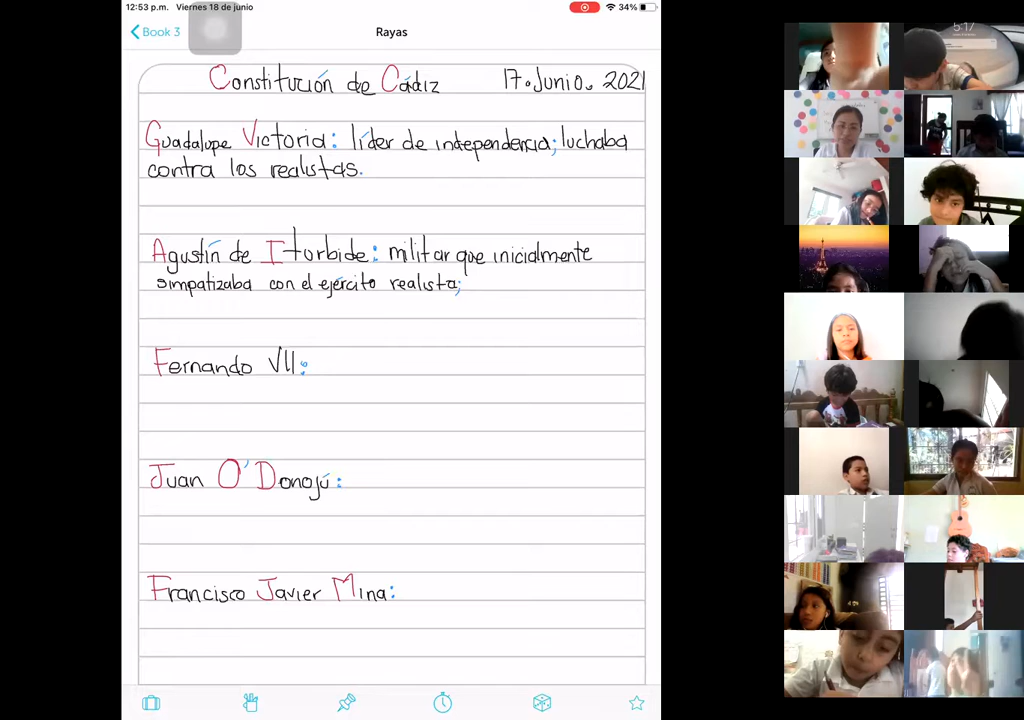 12:53 p.m. Viernes 18 de junio
34%
Book 3
Rayas
Constitución de Cádiz 17.Junio. 2021
Guadalupe Victoria: líder de independencia; luchaba
contra los realistas.
Agustín de Iturbide: militar que inicialmente
simpatizaba con el ejército realista;
Fernando VII:
Juan O'Donojú:
Francisco Javier Mina:
5:17